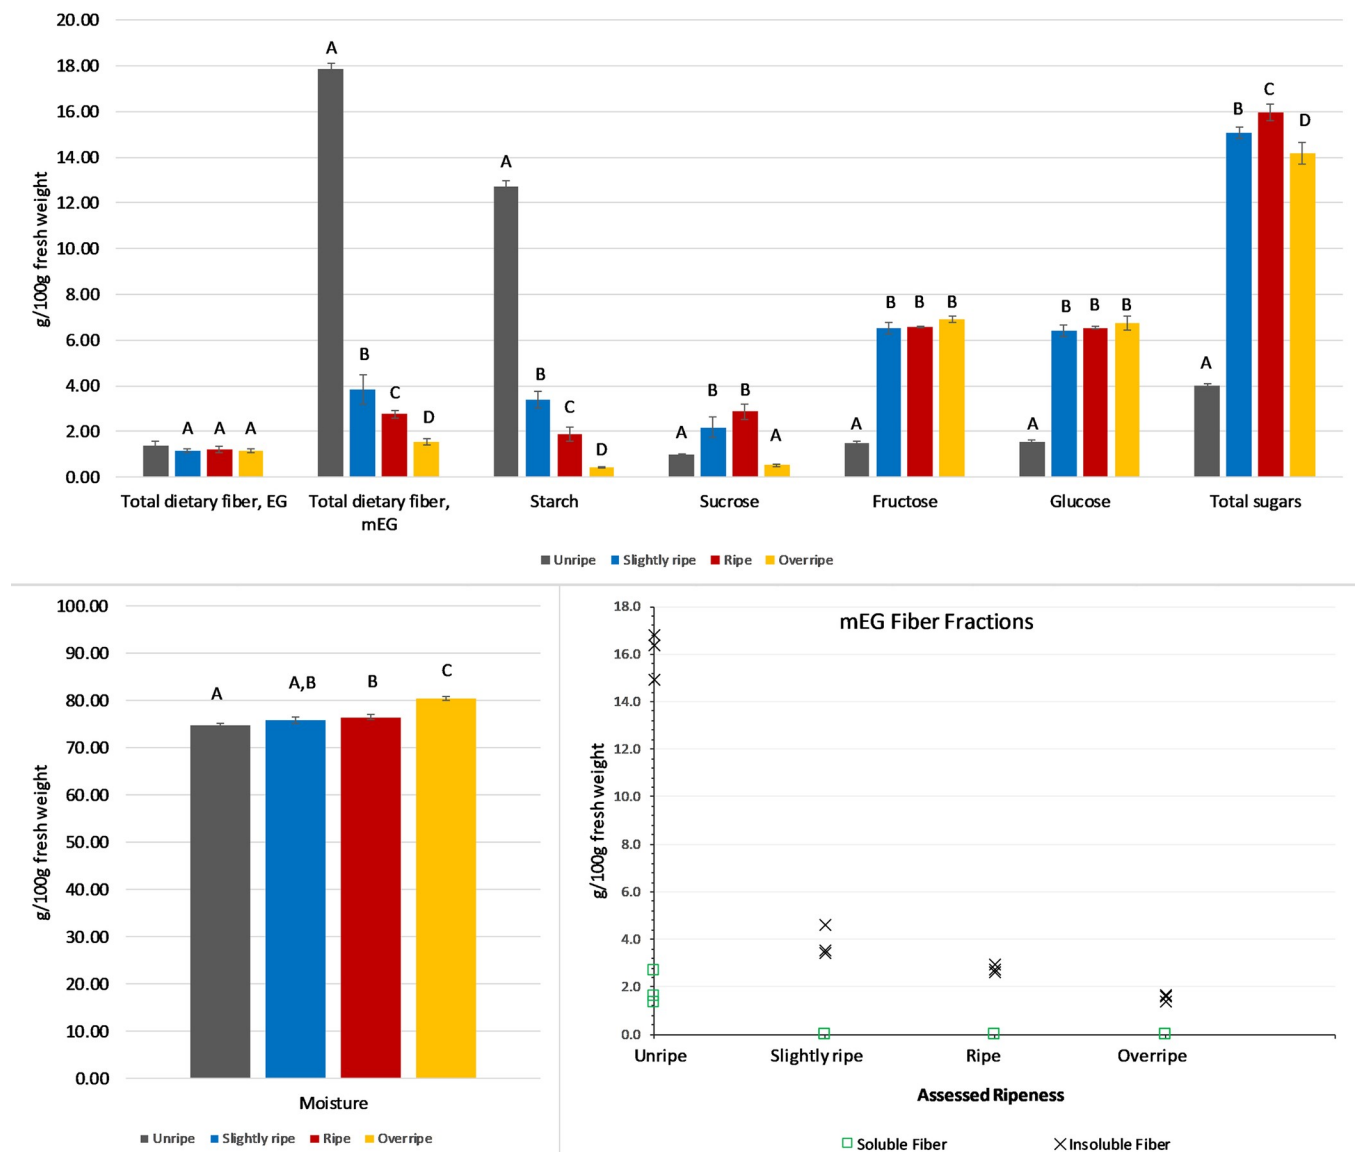 20.00
18.00
16.00
14.00
12.00
10.00
8.00
6.00
4.00
2.00
0.00
g/100g fresh weight
A A A
A B C D
A B C D
A B B A
A B B B
A B B B
A B C D
Total dietary fiber, EG
Total dietary fiber,
mEG
Starch
Sucrose
Fructose
Glucose
Total sugars
Unripe Slightly ripe Ripe Overripe
100.00
90.00
80.00
70.00
60.00
50.00
40.00
30.00
20.00
10.00
0.00
g/100g fresh weight
A A,B B C
Moisture
Unripe Slightly ripe Ripe Overripe
mEG Fiber Fractions
18.0
16.0
14.0
12.0
10.0
8.0
6.0
4.0
2.0
0.0
g/100g fresh weight
Unripe Slightly ripe Ripe Overripe
Assessed Ripeness
Soluble Fiber Insoluble Fiber